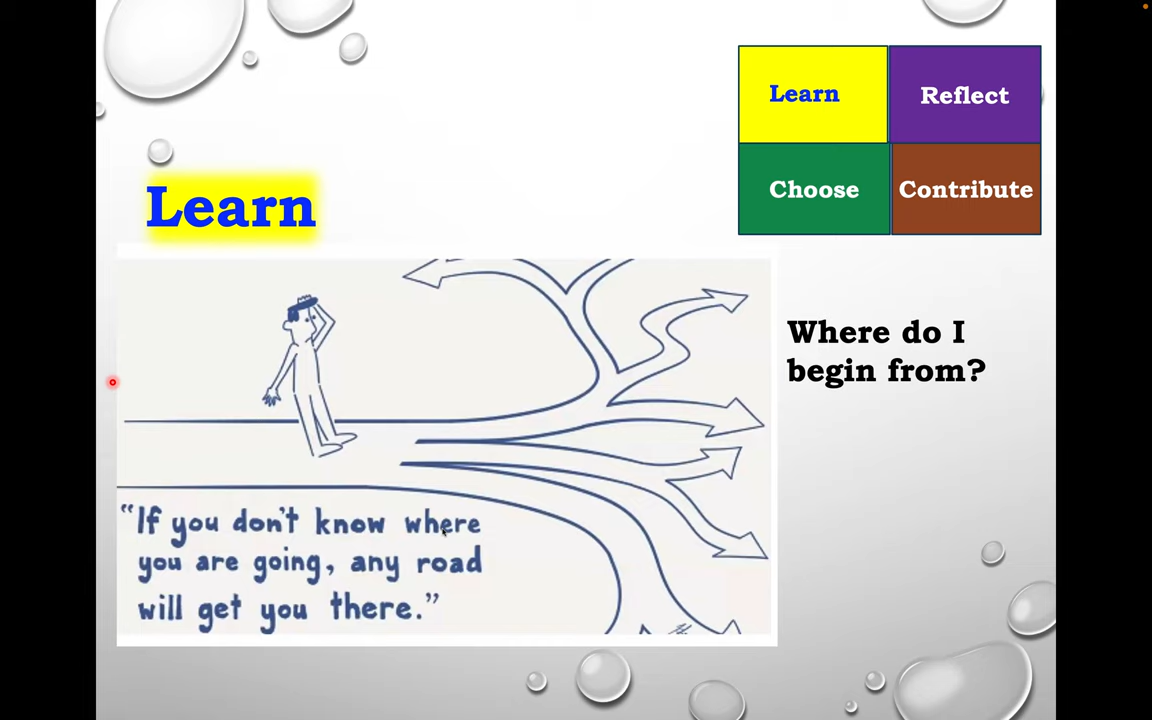 Learn
Reflect
Choose
Contribute
Learn
Where do I
begin from?
"If you don't know where
you are going, any road
will get you there."